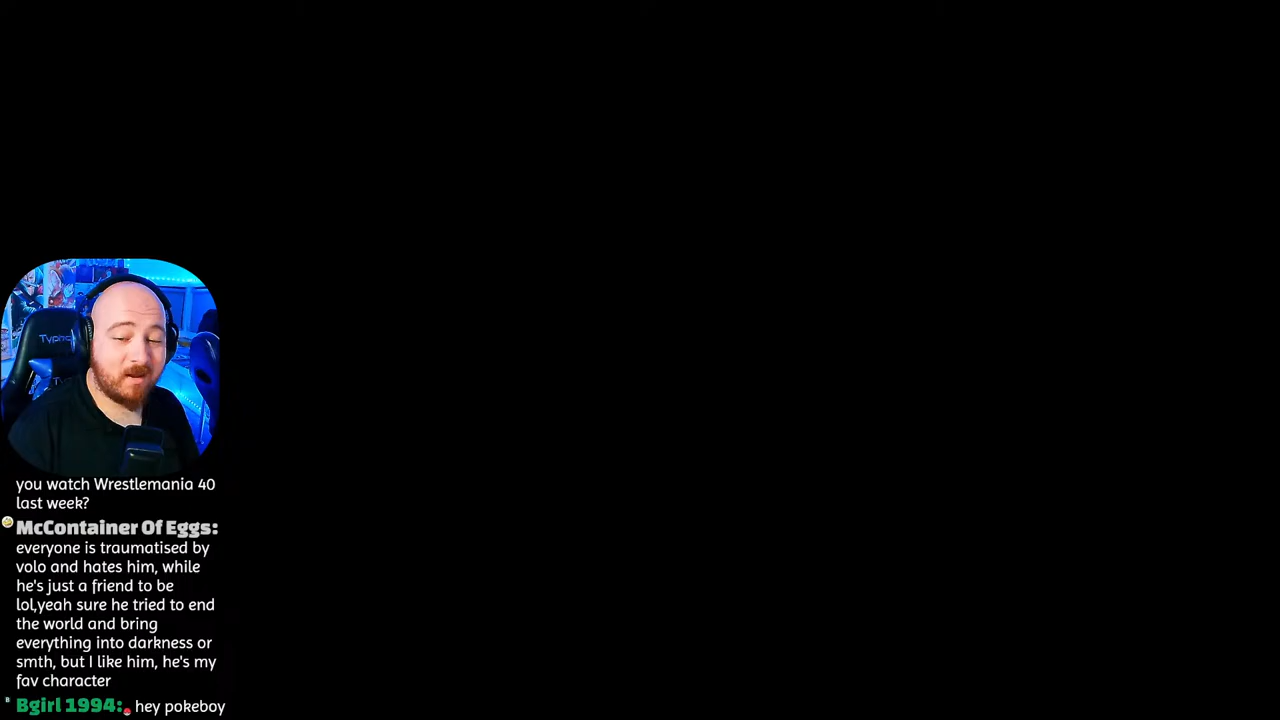 Typhoon
you watch Wrestlemania 40
last week?
McContainer Of Eggs:
everyone is traumatised by
volo and hates him, while
he's just a friend to be
lol,yeah sure he tried to end
the world and bring
everything into darkness or
smth, but I like him, he's my
fav character
Bgirl 1994: hey pokeboy